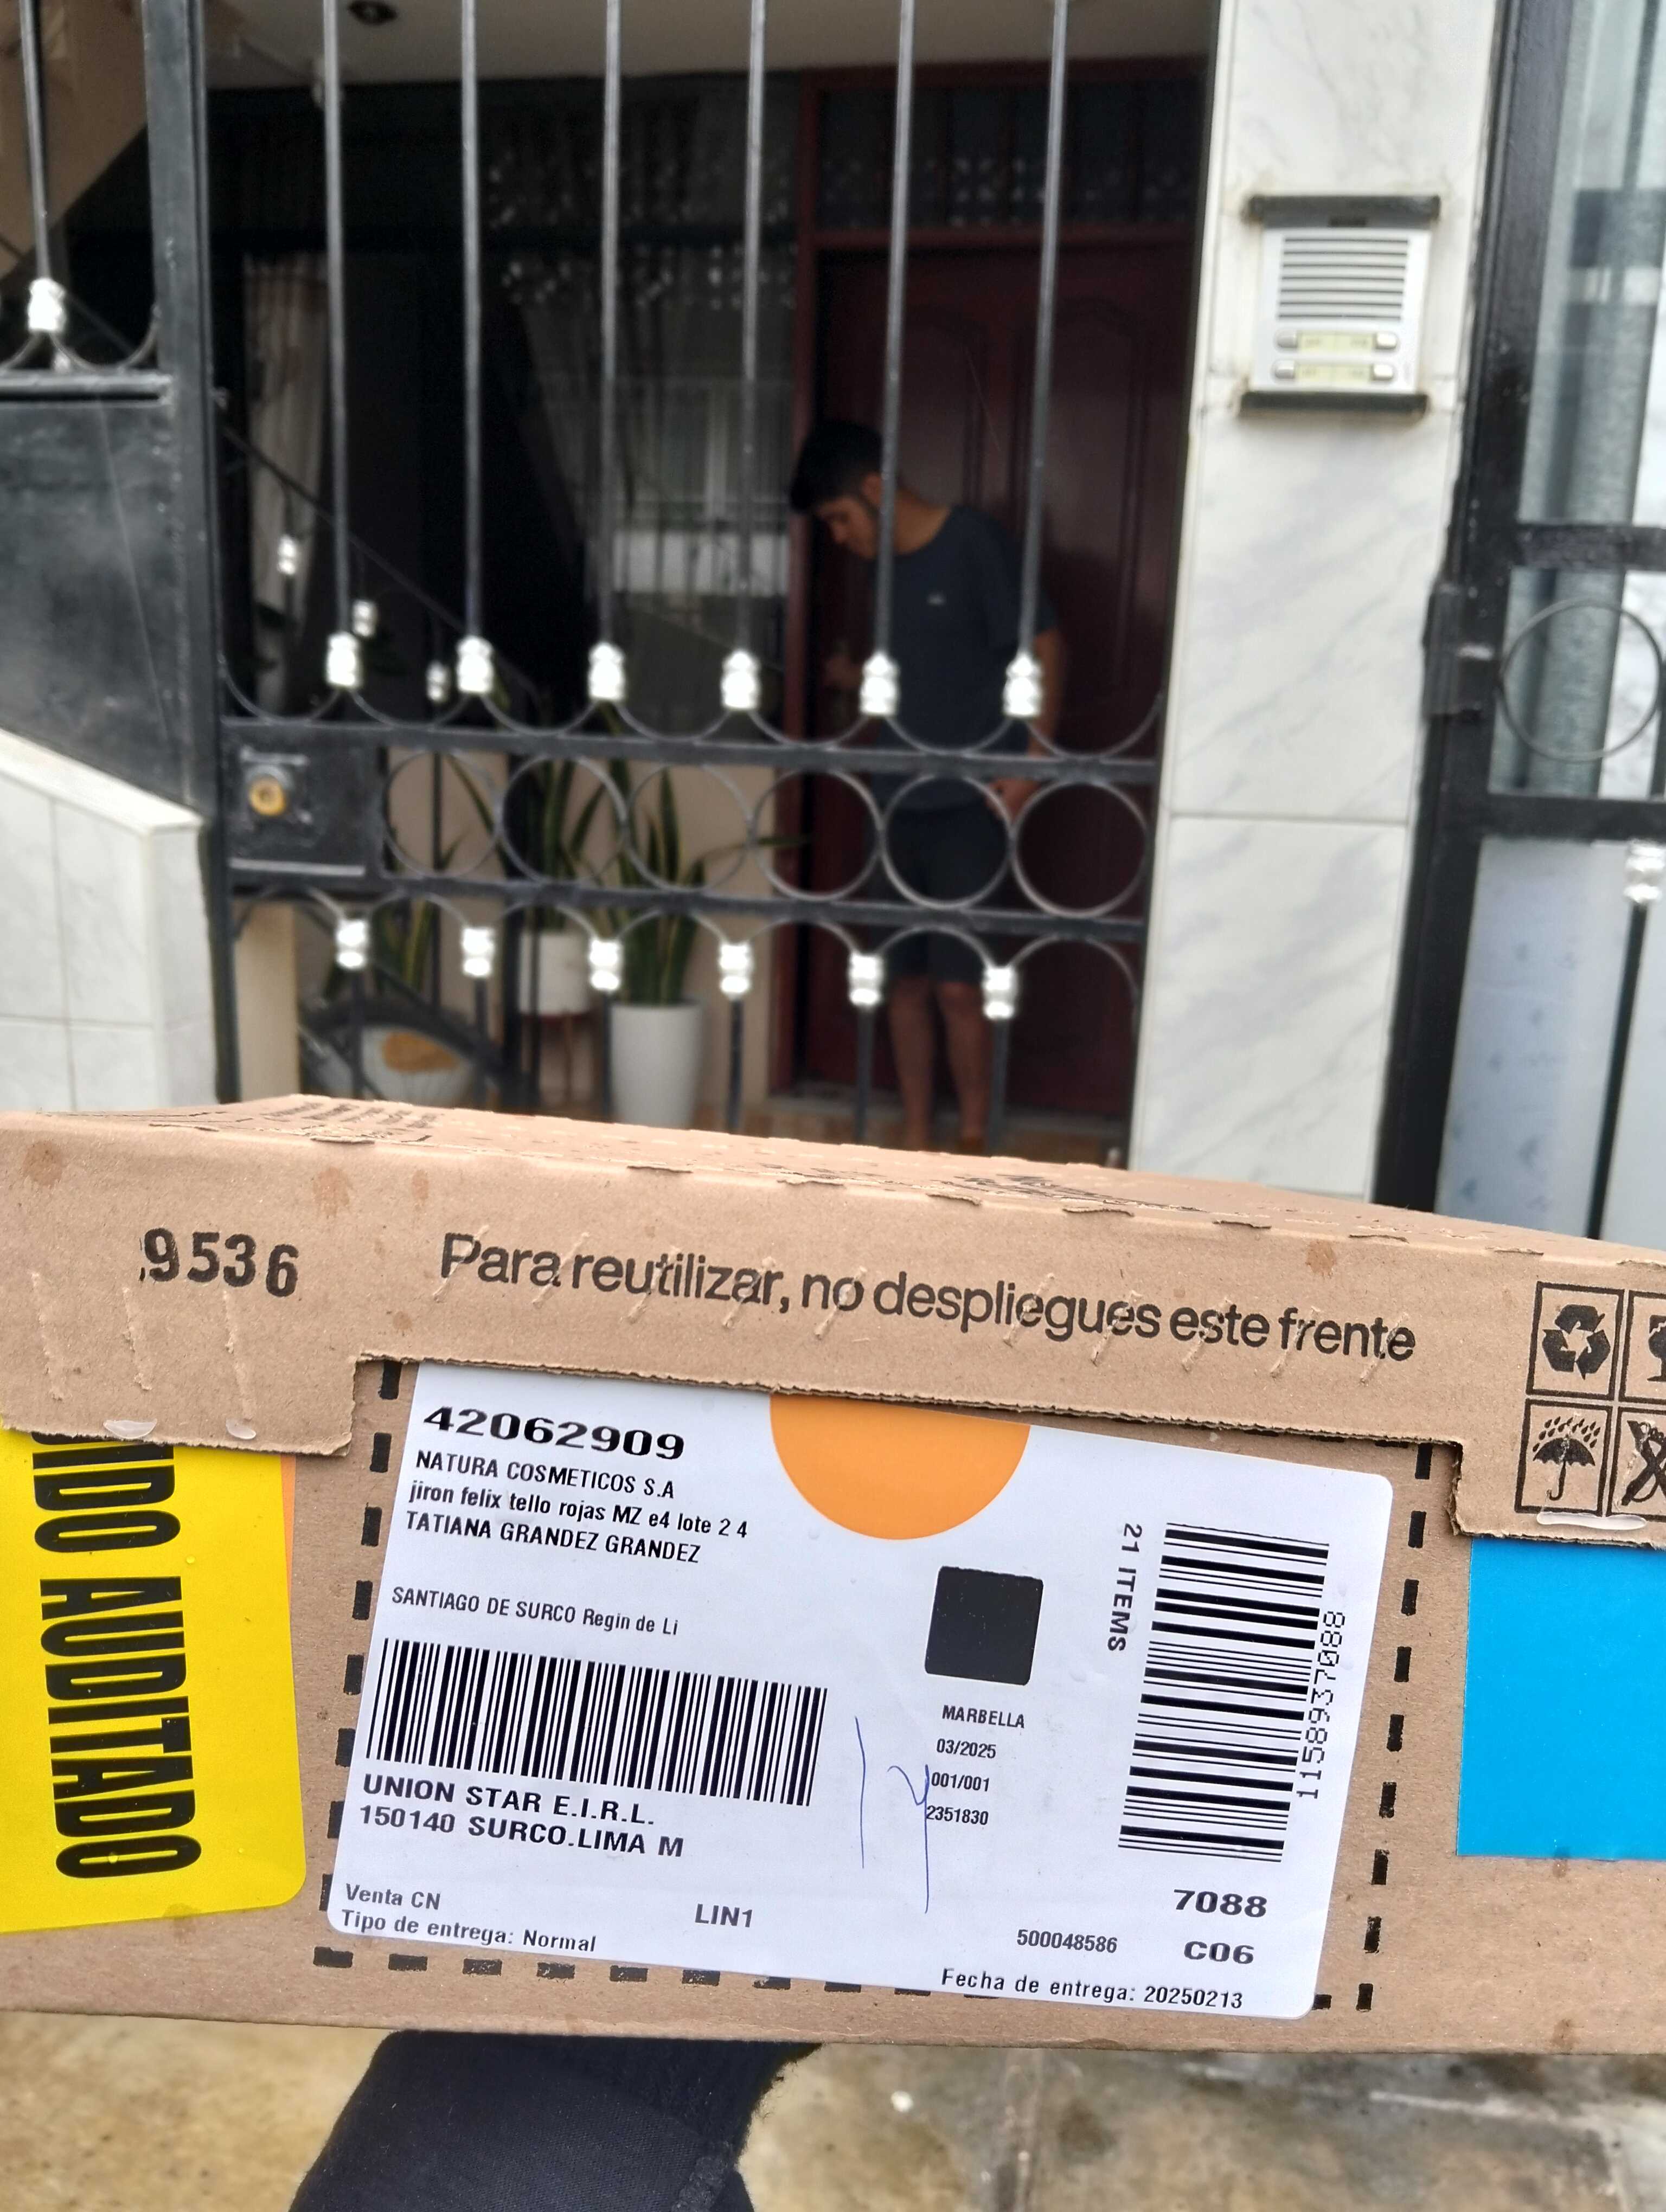 9536
Para reutilizar, no despliegues este frente
AUDITADO
42062909
NATURA COSMETICOS S.A
jiron felix tello rojas MZ e4 lote 2 4
TATIANA GRANDEZ GRANDEZ
SANTIAGO DE SURCO Regin de Li
UNION STAR E.I.R.L.
150140 SURCO.LIMA M
Venta CN
Tipo de entrega: Normal
LIN1
MARBELLA
03/2025
001/001
2351830
21 ITEMS
1158937088
7088
500048586
C06
Fecha de entrega: 20250213